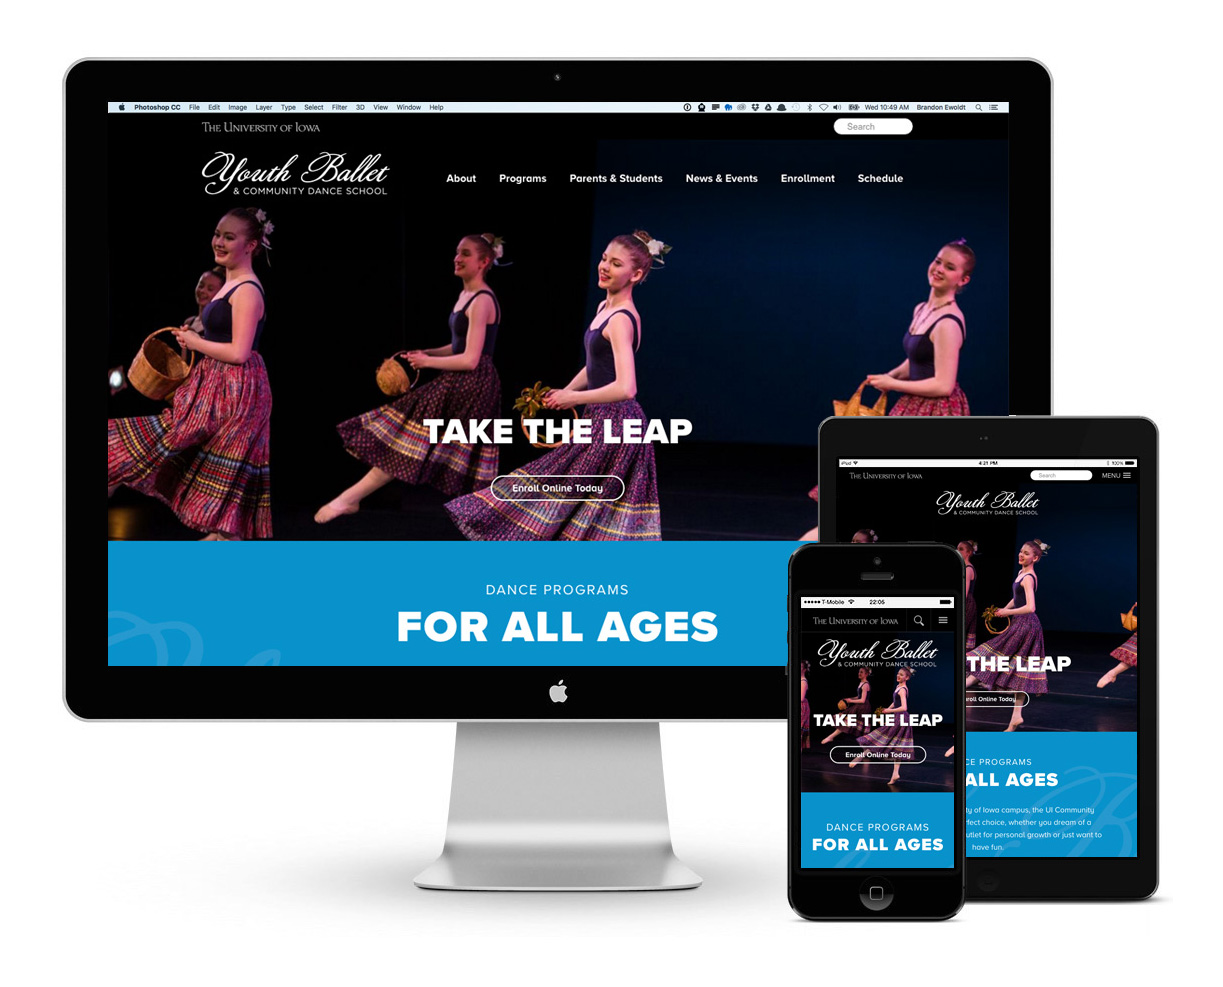 Photoshop CC File Edit Image Layer Type Select Filter 3D View Window Help Wed 10:49 AM Brandon Ewoldt
THE UNIVERSITY OF IOWA Search
Youth Ballet
& COMMUNITY DANCE SCHOOL
About Programs Parents & Students News & Events Enrollment Schedule
TAKE THE LEAP
Enroll Online Today
DANCE PROGRAMS
FOR ALL AGES
iPad 4:21 PM 100%
THE UNIVERSITY OF IOWA Search MENU
Youth Ballet
& COMMUNITY DANCE SCHOOL
THE LEAP
roll Online Today
CE PROGRAMS
ALL AGES
ty of Iowa campus, the UI Community
rfect choice, whether you dream of a
outlet for personal growth or just want to
have fun.
T-Mobile 22:05
THE UNIVERSITY OF IOWA
Youth Ballet
& COMMUNITY DANCE SCHOOL
TAKE THE LEAP
Enroll Online Today
DANCE PROGRAMS
FOR ALL AGES